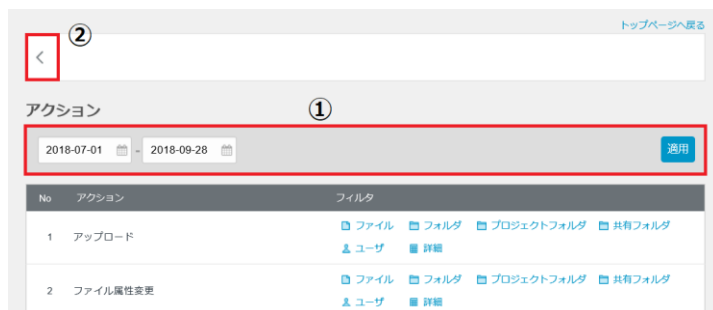 トップページへ戻る
②
<
アクション
①
2018-07-01 - 2018-09-28 適用
No アクション フィルタ
1 アップロード ファイル フォルダ プロジェクトフォルダ 共有フォルダ
ユーザ 詳細
2 ファイル属性変更 ファイル フォルダ プロジェクトフォルダ 共有フォルダ
ユーザ 詳細